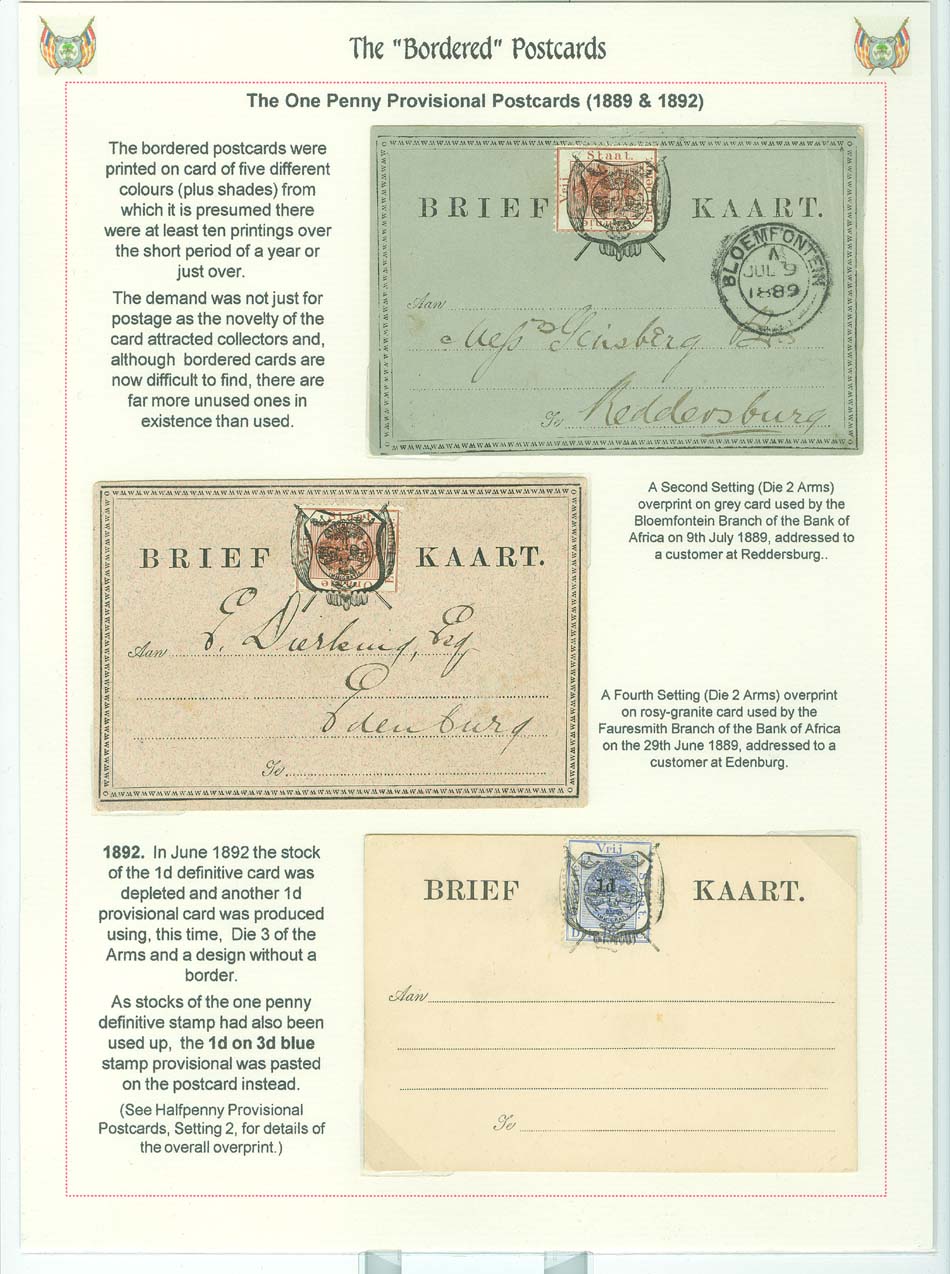 The "Bordered" Postcards
The One Penny Provisional Postcards (1889 & 1892)
The bordered postcards were
printed on card of five different
colours (plus shades) from
which it is presumed there
were at least ten printings over
the short period of a year or
just over.
The demand was not just for
postage as the novelty of the
card attracted collectors and,
although bordered cards are
now difficult to find, there are
far more unused ones in
existence than used.
Vrij Staat
BRIEF KAART.
BLOEMFONTEIN
A
JUL 9
1889
Aan
Messrs Ginsberg Bros
Te Reddersburg
A Second Setting (Die 2 Arms)
overprint on grey card used by the
Bloemfontein Branch of the Bank of
Africa on 9th July 1889, addressed to
a customer at Reddersburg..
BRIEF KAART.
Aan E. Dierking, Esq
Edenburg
Te
A Fourth Setting (Die 2 Arms) overprint
on rosy-granite card used by the
Fauresmith Branch of the Bank of Africa
on the 29th June 1889, addressed to a
customer at Edenburg.
1892. In June 1892 the stock
of the 1d definitive card was
depleted and another 1d
provisional card was produced
using, this time, Die 3 of the
Arms and a design without a
border.
As stocks of the one penny
definitive stamp had also been
used up, the 1d on 3d blue
stamp provisional was pasted
on the postcard instead.
(See Halfpenny Provisional
Postcards, Setting 2, for details of
the overall overprint.)
Vrij
1d
BRIEF KAART.
Aan
Te